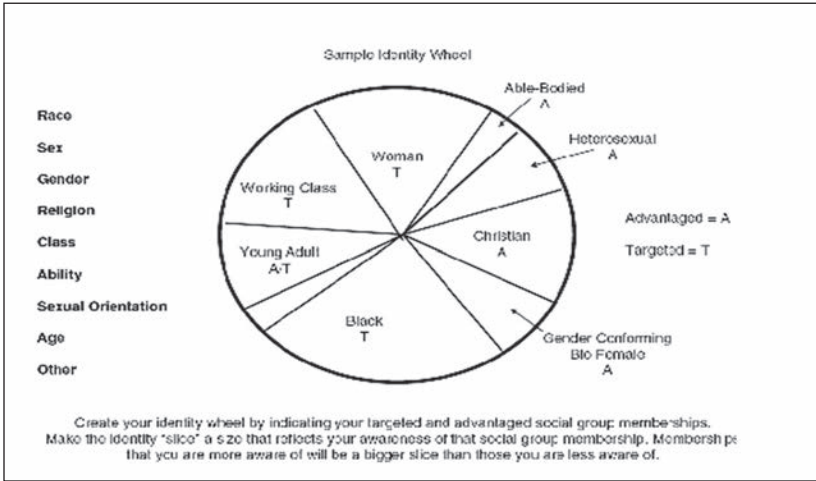 Sample Identity Wheel
Race
Sex
Gender
Religion
Class
Ability
Sexual Orientation
Age
Other
Able-Bodied
A
Heterosexual
A
Woman
T
Working Class
T
Young Adult
A/T
Christian
A
Black
T
Gender Conforming
Bio Female
A
Advantaged = A
Targeted = T
Create your identity wheel by indicating your targeted and advantaged social group memberships.
Make the identity "slice" a size that reflects your awareness of that social group membership. Memberships
that you are more aware of will be a bigger slice than those you are less aware of.